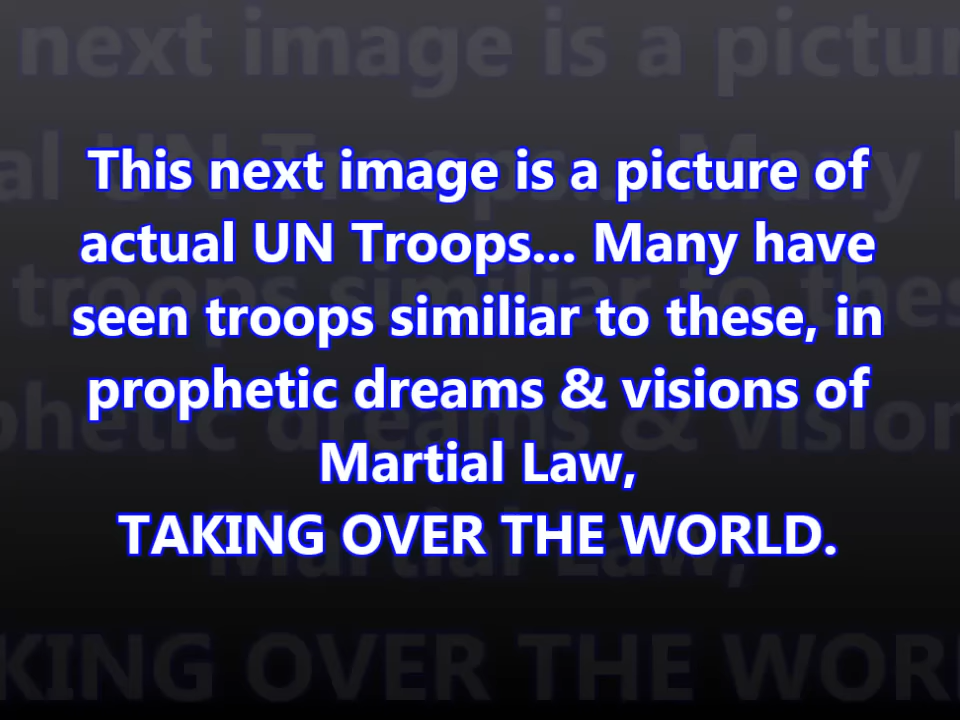 This next image is a picture of
actual UN Troops... Many have
seen troops similiar to these, in
prophetic dreams & visions of
Martial Law,
TAKING OVER THE WORLD.